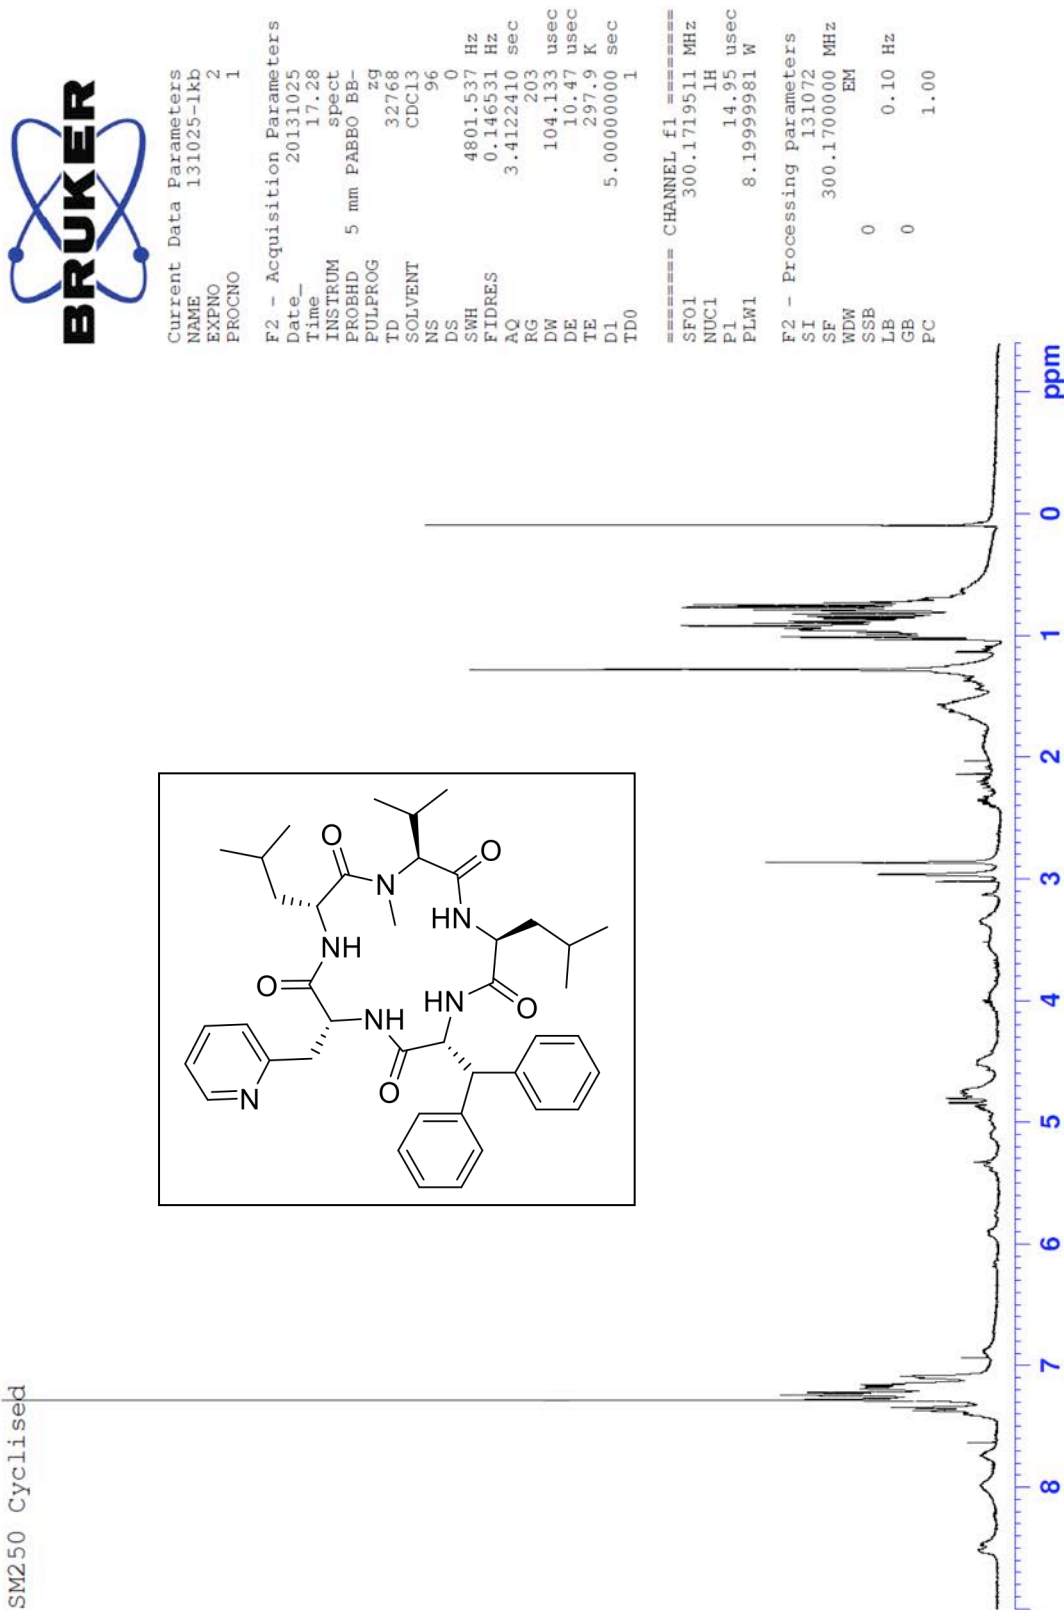 SM250 Cyclised
BRUKER
Current Data Parameters
NAME 131025-1kb
EXPNO 2
PROCNO 1
F2 - Acquisition Parameters
Date_ 20131025
Time 17.28
INSTRUM spect
PROBHD 5 mm PABBO BB-
PULPROG zg
TD 32768
SOLVENT CDCl3
NS 96
DS 0
SWH 4801.537 Hz
FIDRES 0.146531 Hz
AQ 3.4122410 sec
RG 203
DW 104.133 usec
DE 10.47 usec
TE 297.9 K
D1 5.00000000 sec
TD0 1
======== CHANNEL f1 ========
SFO1 300.1719511 MHz
NUC1 1H
P1 14.95 usec
PLW1 8.19999981 W
F2 - Processing parameters
SI 131072
SF 300.1700000 MHz
WDW EM
SSB 0
LB 0.10 Hz
GB 0
PC 1.00
O
N
O
HN
NH
O
HN
O
NH
O
N
8 7 6 5 4 3 2 1 0 ppm